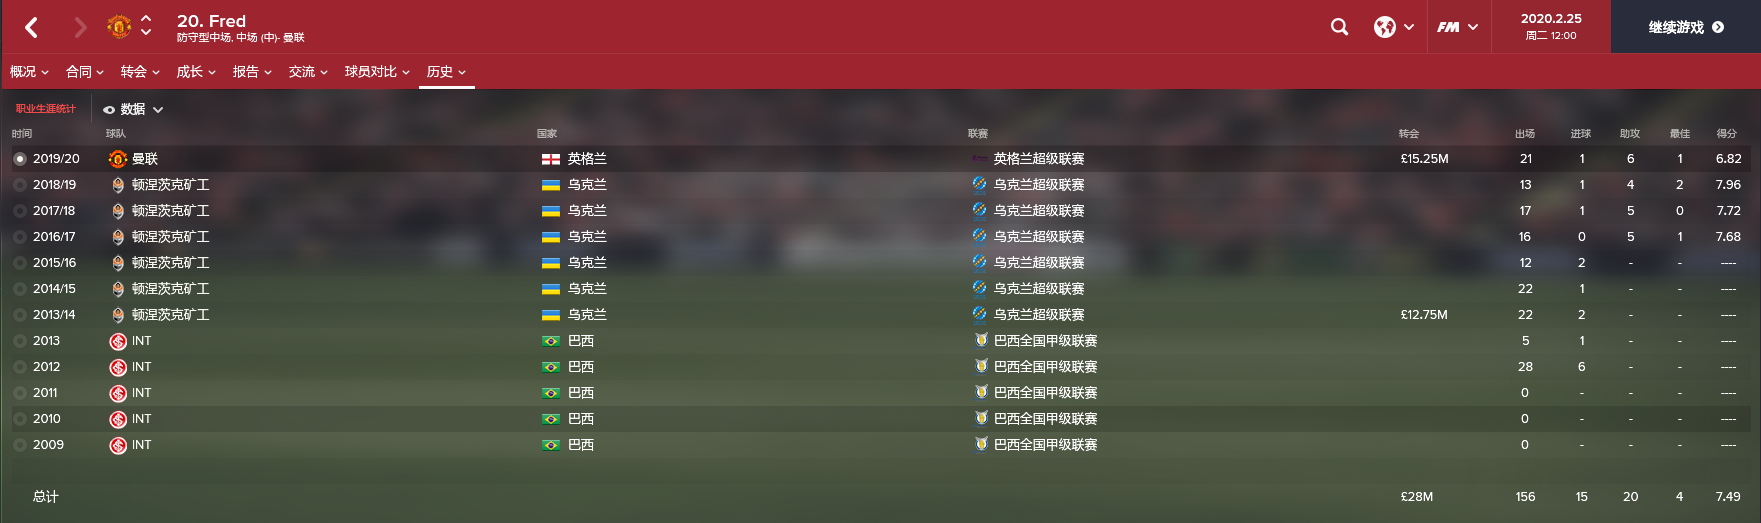 20. Fred
防守型中场, 中场 (中)- 曼联
FM
2020.2.25
周二 12:00
继续游戏
概况 合同 转会 成长 报告 交流 球员对比 历史
职业生涯统计 数据
时间 球队 国家 联赛 转会 出场 进球 助攻 最佳 得分
2019/20 曼联 英格兰 英格兰超级联赛 £15.25M 21 1 6 1 6.82
2018/19 顿涅茨克矿工 乌克兰 乌克兰超级联赛 13 1 4 2 7.96
2017/18 顿涅茨克矿工 乌克兰 乌克兰超级联赛 17 1 5 0 7.72
2016/17 顿涅茨克矿工 乌克兰 乌克兰超级联赛 16 0 5 1 7.68
2015/16 顿涅茨克矿工 乌克兰 乌克兰超级联赛 12 2 - - ----
2014/15 顿涅茨克矿工 乌克兰 乌克兰超级联赛 22 1 - - ----
2013/14 顿涅茨克矿工 乌克兰 乌克兰超级联赛 £12.75M 22 2 - - ----
2013 INT 巴西 巴西全国甲级联赛 5 1 - - ----
2012 INT 巴西 巴西全国甲级联赛 28 6 - - ----
2011 INT 巴西 巴西全国甲级联赛 0 - - - ----
2010 INT 巴西 巴西全国甲级联赛 0 - - - ----
2009 INT 巴西 巴西全国甲级联赛 0 - - - ----
总计 £28M 156 15 20 4 7.49